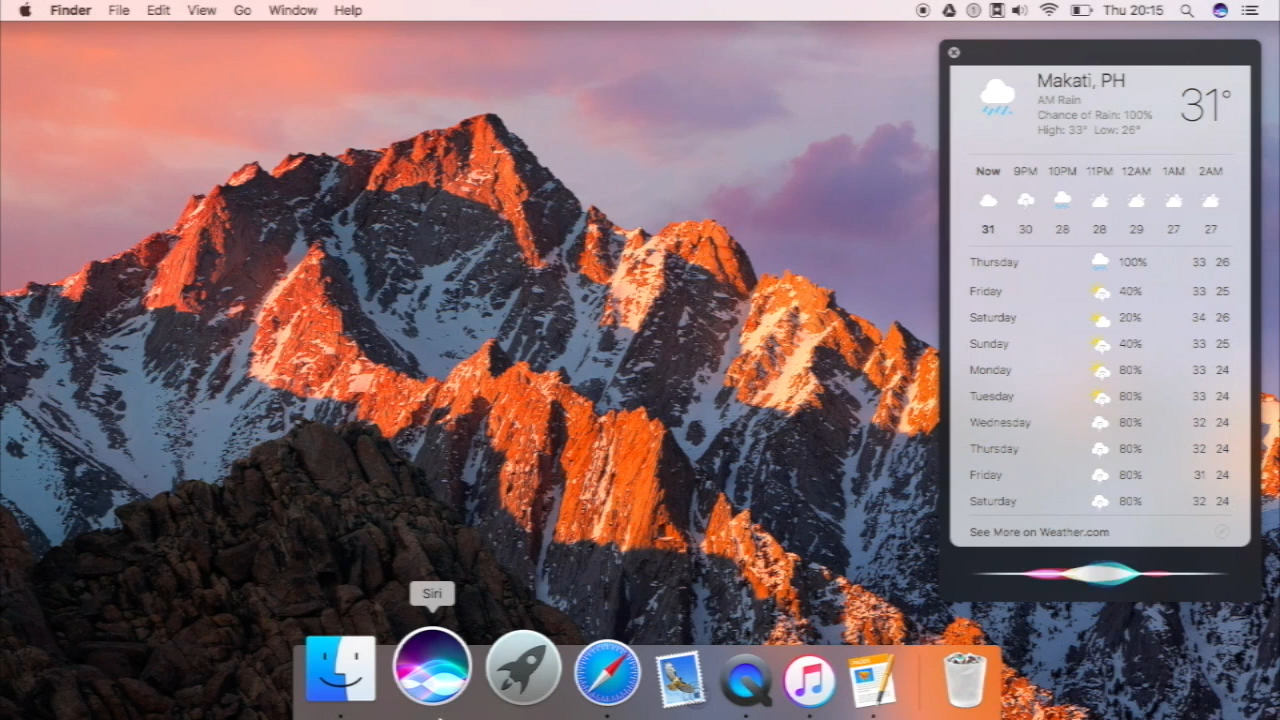 Finder File Edit View Go Window Help Thu 20:15
Makati, PH
AM Rain
Chance of Rain: 100%
High: 33° Low: 26°
31°
Now 9PM 10PM 11PM 12AM 1AM 2AM
31 30 28 28 29 27 27
Thursday 100% 33 26
Friday 40% 33 25
Saturday 20% 34 26
Sunday 40% 33 25
Monday 80% 33 24
Tuesday 80% 33 24
Wednesday 80% 32 24
Thursday 80% 32 24
Friday 80% 31 24
Saturday 80% 32 24
See More on Weather.com
Siri